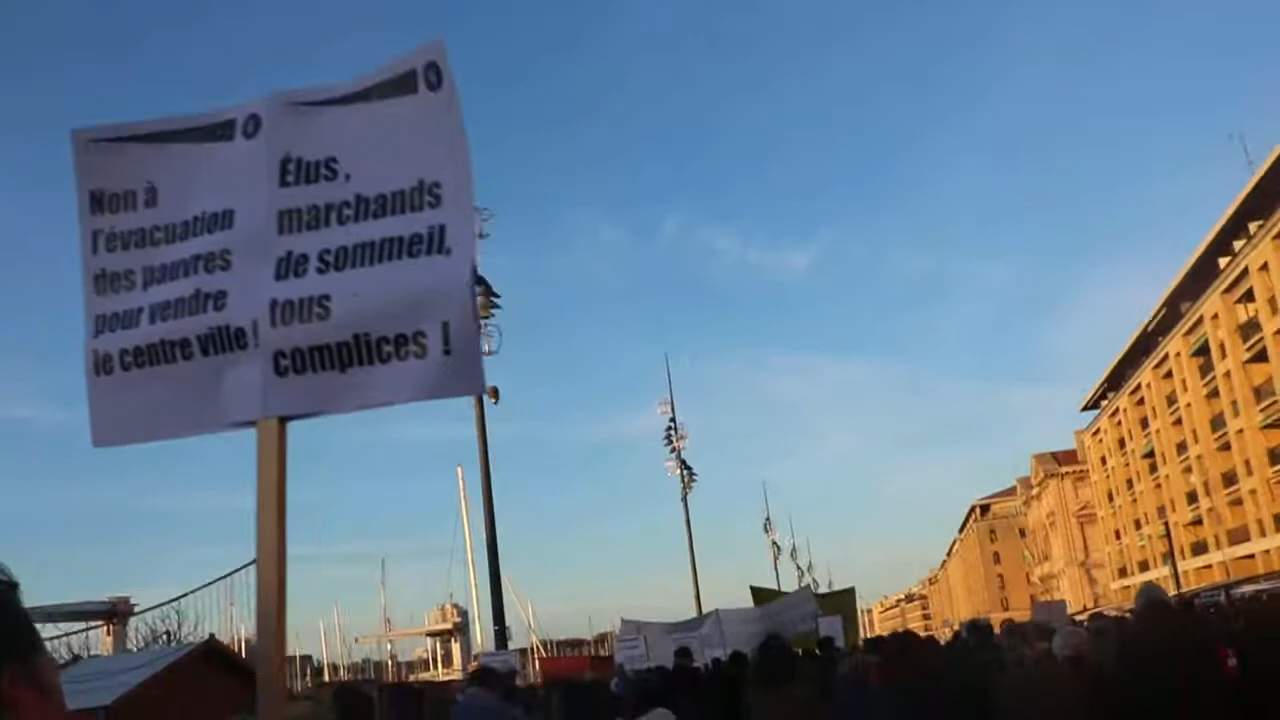 Non à
l'évacuation
des pauvres
pour vendre
le centre ville !
Élus,
marchands
de sommeil,
tous
complices !